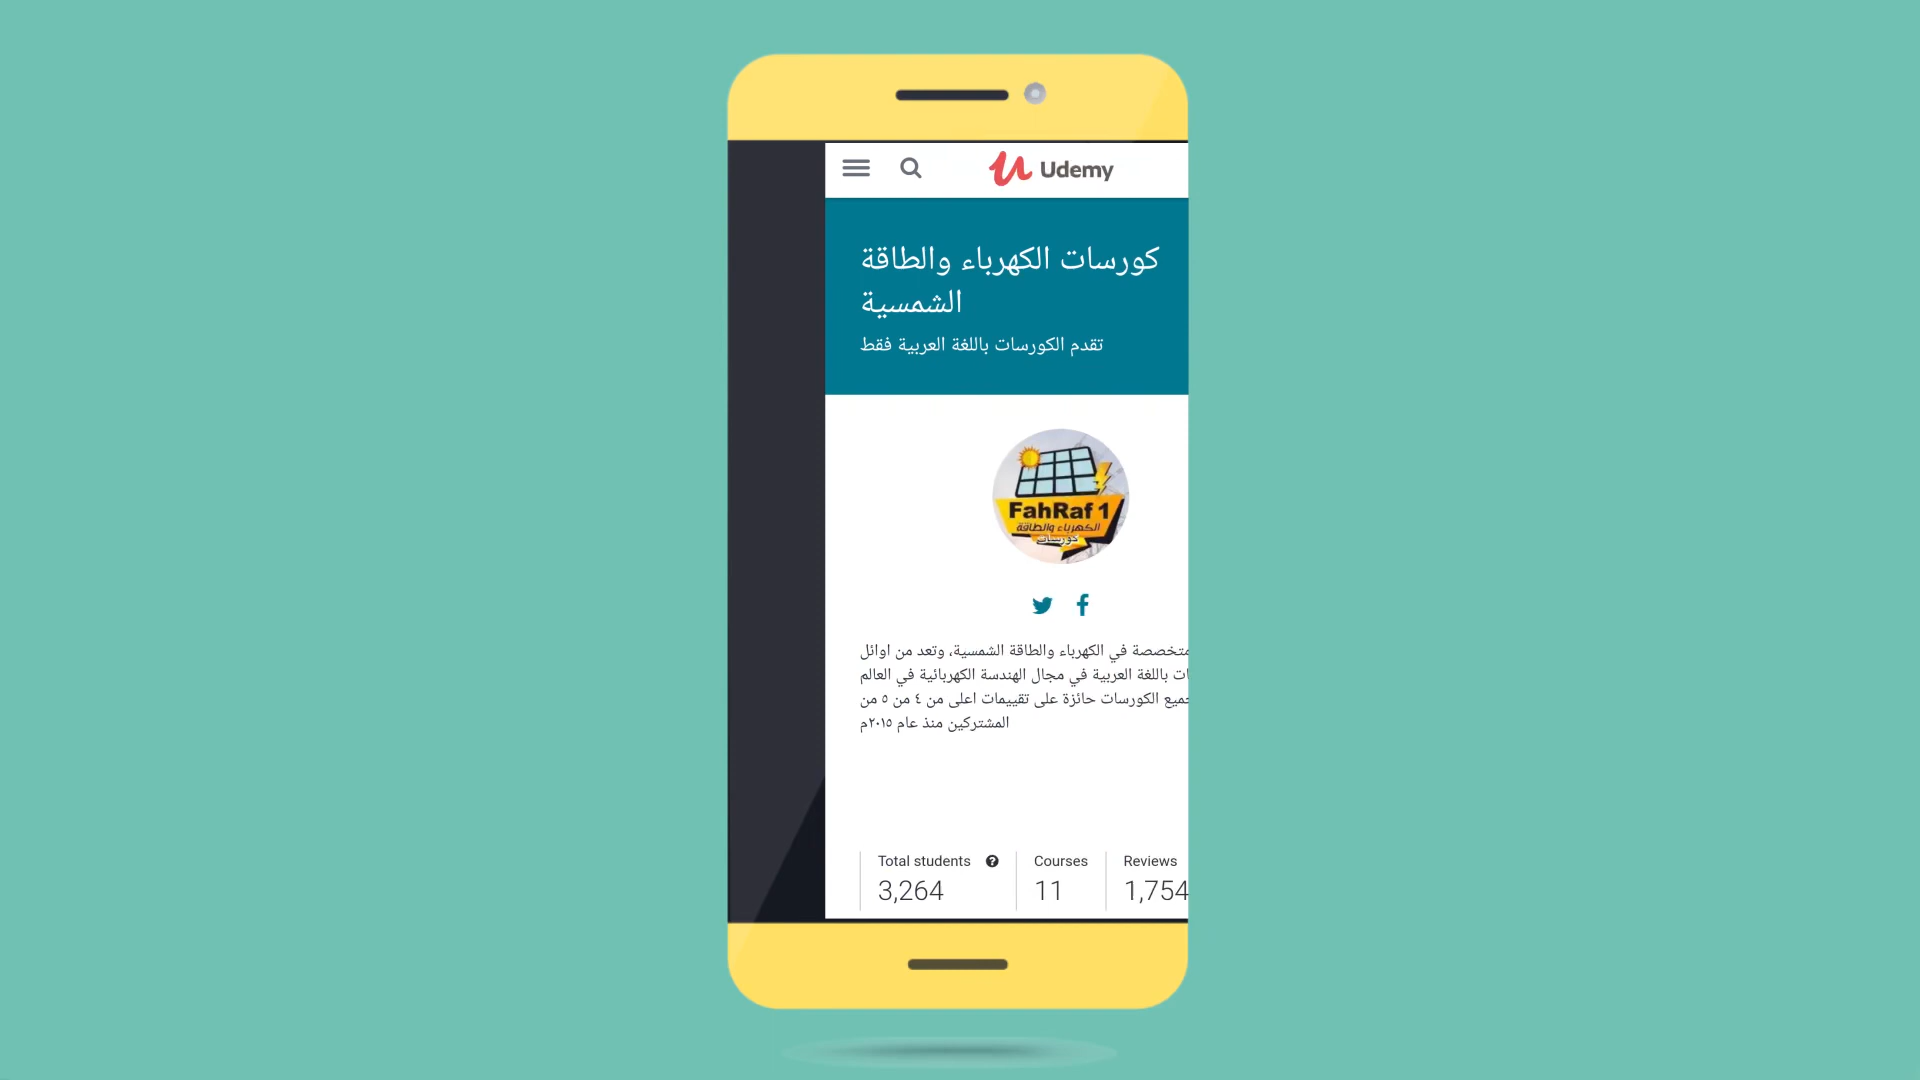 Udemy
كورسات الكهرباء والطاقة
الشمسية
تقدم الكورسات باللغة العربية فقط
FahRaf 1
الكهرباء والطاقة
كورسات
في الكهرباء والطاقة الشمسية، وتعد من اوائل
باللغة العربية في مجال الهندسة الكهربائية في العالم
الكورسات حائزة على تقييمات اعلى من ٤ من ٥ من
المشتركين منذ عام ٢٠١٥م
Total students Courses Reviews
3,264 11 1,754